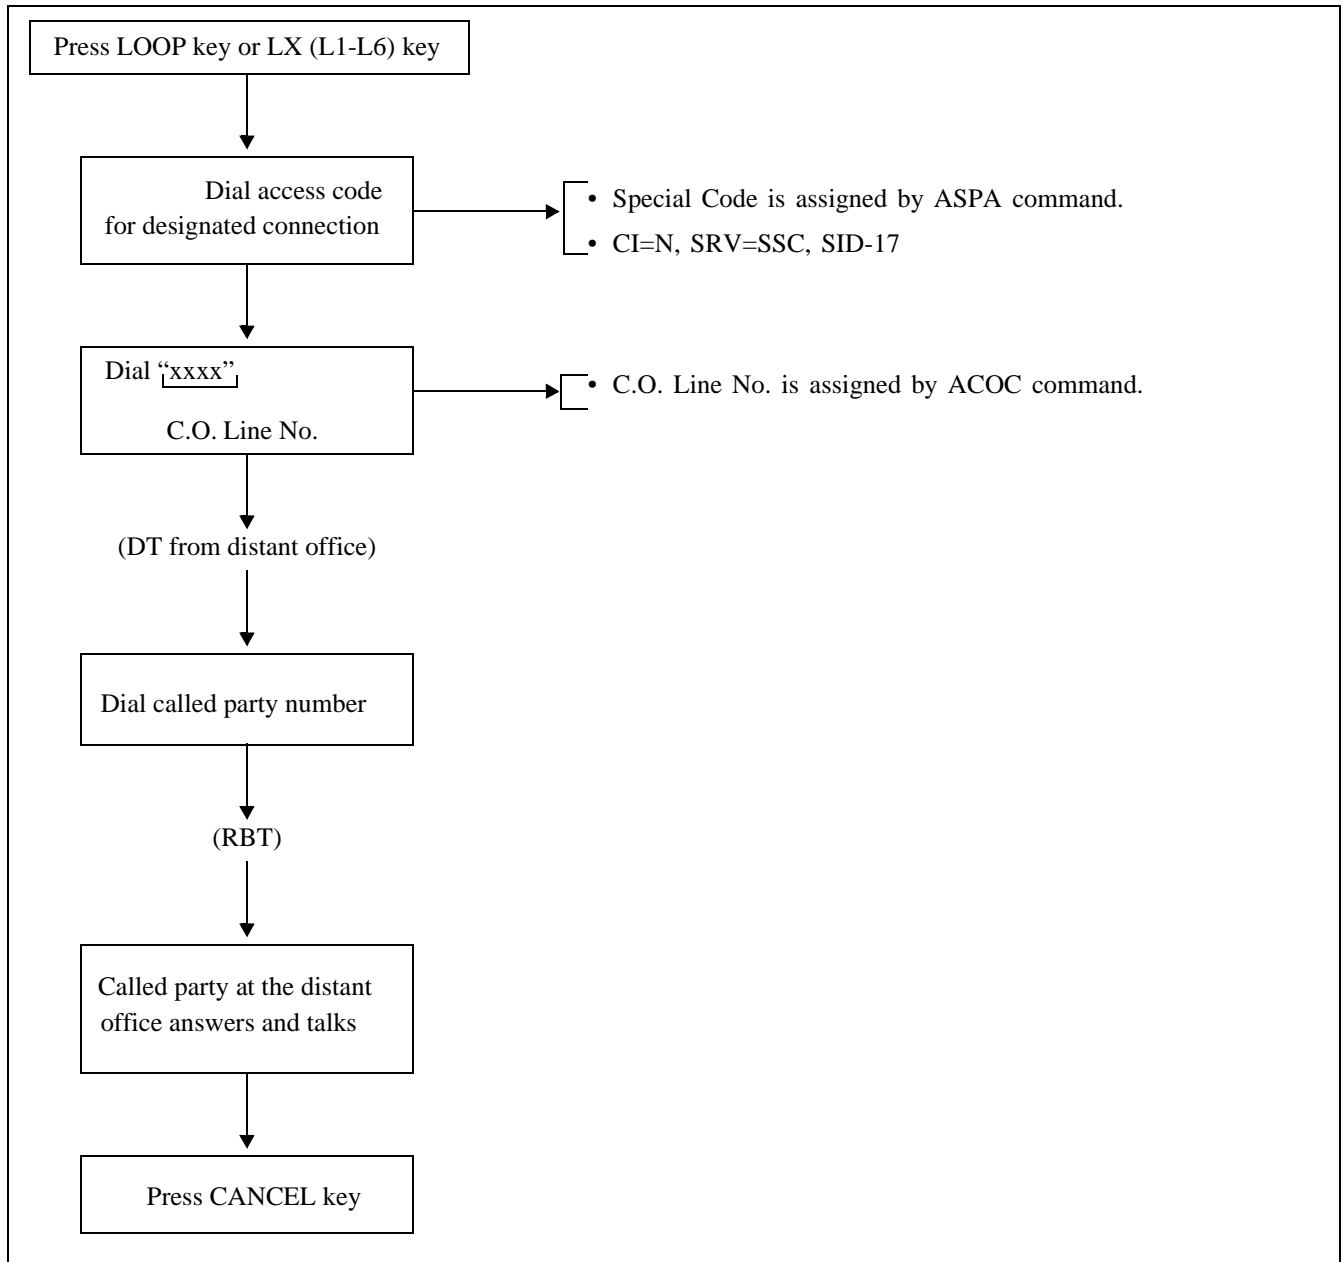 Press LOOP key or LX (L1-L6) key
Dial access code
for designated connection
• Special Code is assigned by ASPA command.
• CI=N, SRV=SSC, SID-17
Dial “xxxx”
C.O. Line No.
• C.O. Line No. is assigned by ACOC command.
(DT from distant office)
Dial called party number
(RBT)
Called party at the distant
office answers and talks
Press CANCEL key